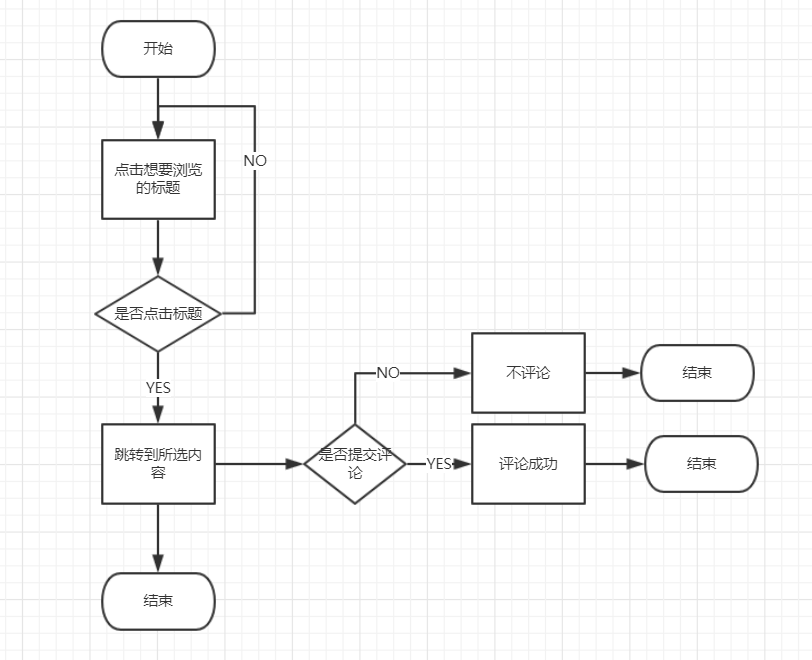 开始
点击想要浏览
的标题
NO
是否点击标题
YES
NO
不评论
结束
跳转到所选内
容
是否提交评
论
YES
评论成功
结束
结束